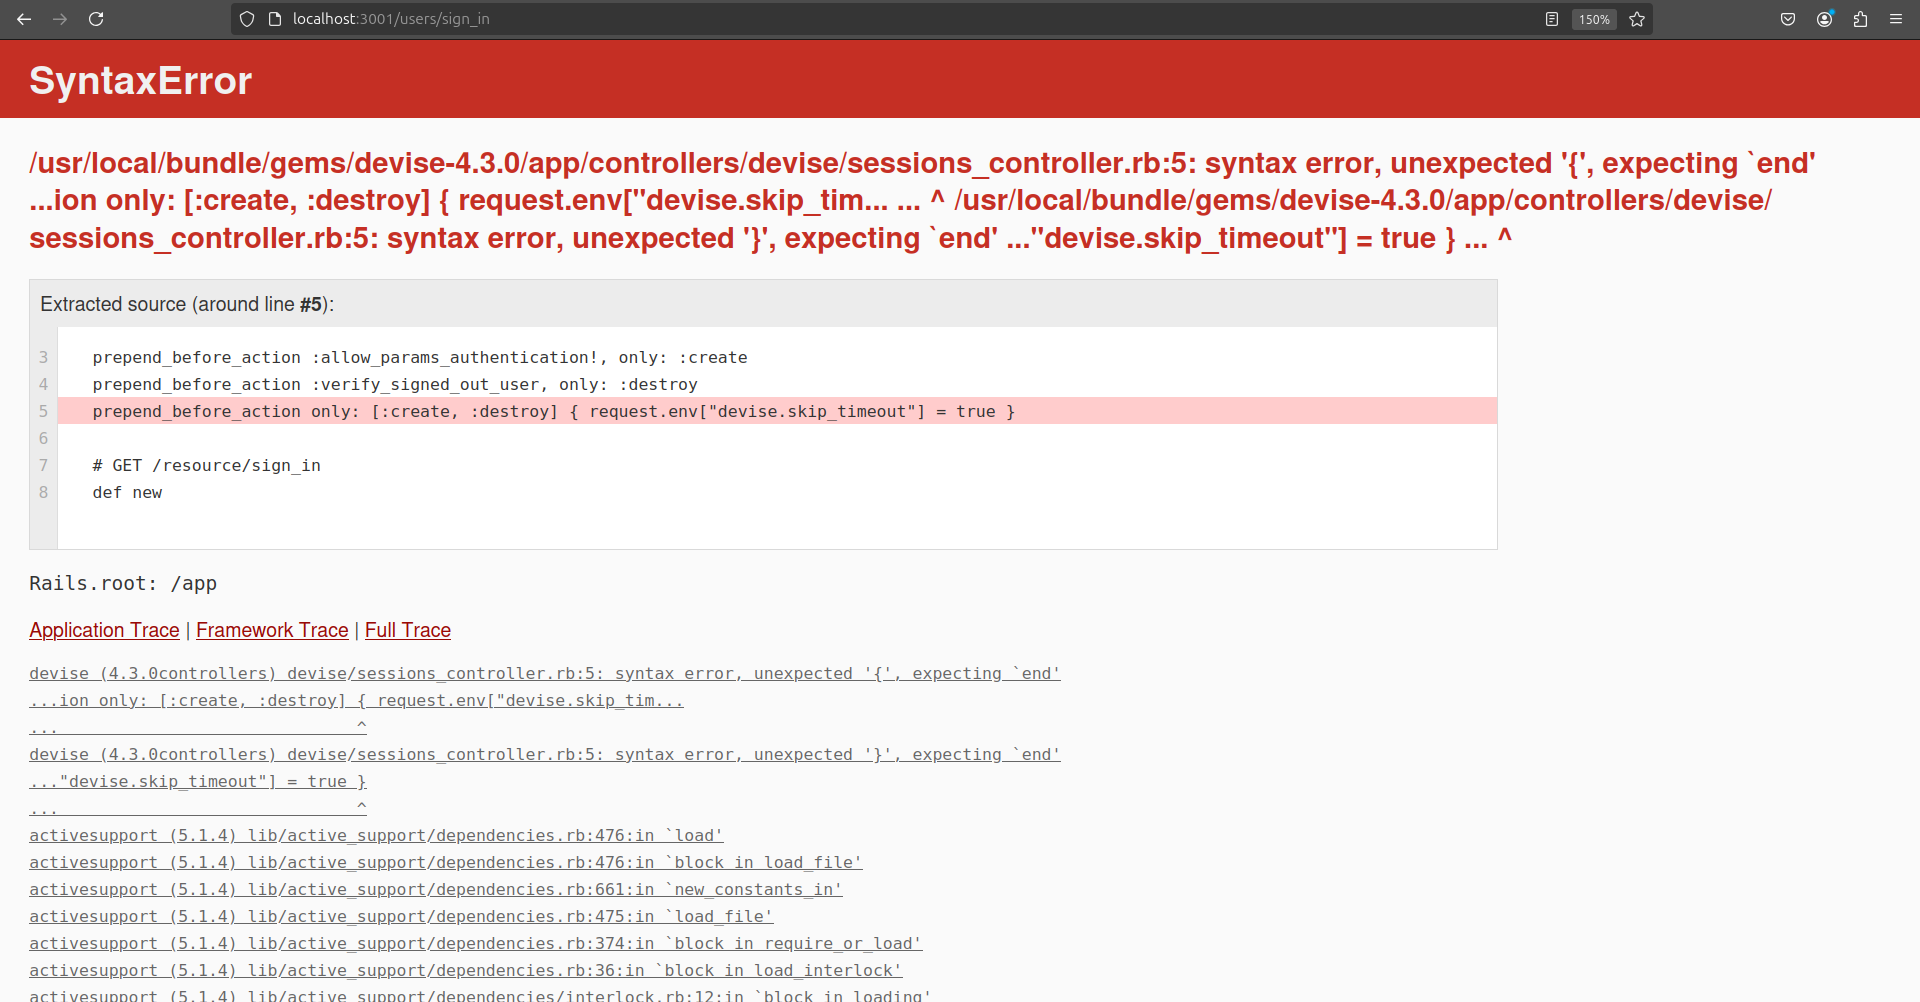 localhost:3001/users/sign_in
150%
SyntaxError
/usr/local/bundle/gems/devise-4.3.0/app/controllers/devise/sessions_controller.rb:5: syntax error, unexpected '{', expecting `end'
...ion only: [:create, :destroy] { request.env["devise.skip_tim... ... ^ /usr/local/bundle/gems/devise-4.3.0/app/controllers/devise/
sessions_controller.rb:5: syntax error, unexpected '}', expecting `end' ..."devise.skip_timeout"] = true } ... ^
Extracted source (around line #5):
3 prepend_before_action :allow_params_authentication!, only: :create
4 prepend_before_action :verify_signed_out_user, only: :destroy
5 prepend_before_action only: [:create, :destroy] { request.env["devise.skip_timeout"] = true }
6
7 # GET /resource/sign_in
8 def new
Rails.root: /app
Application Trace | Framework Trace | Full Trace
devise (4.3.0controllers) devise/sessions_controller.rb:5: syntax error, unexpected '{', expecting `end'
...ion only: [:create, :destroy] { request.env["devise.skip_tim...
... ^
devise (4.3.0controllers) devise/sessions_controller.rb:5: syntax error, unexpected '}', expecting `end'
..."devise.skip_timeout"] = true }
... ^
activesupport (5.1.4) lib/active_support/dependencies.rb:476:in `load'
activesupport (5.1.4) lib/active_support/dependencies.rb:476:in `block in load_file'
activesupport (5.1.4) lib/active_support/dependencies.rb:661:in `new_constants_in'
activesupport (5.1.4) lib/active_support/dependencies.rb:475:in `load_file'
activesupport (5.1.4) lib/active_support/dependencies.rb:374:in `block in require_or_load'
activesupport (5.1.4) lib/active_support/dependencies.rb:36:in `block in load_interlock'
activesupport (5.1.4) lib/active_support/dependencies/interlock.rb:12:in `block in loading'